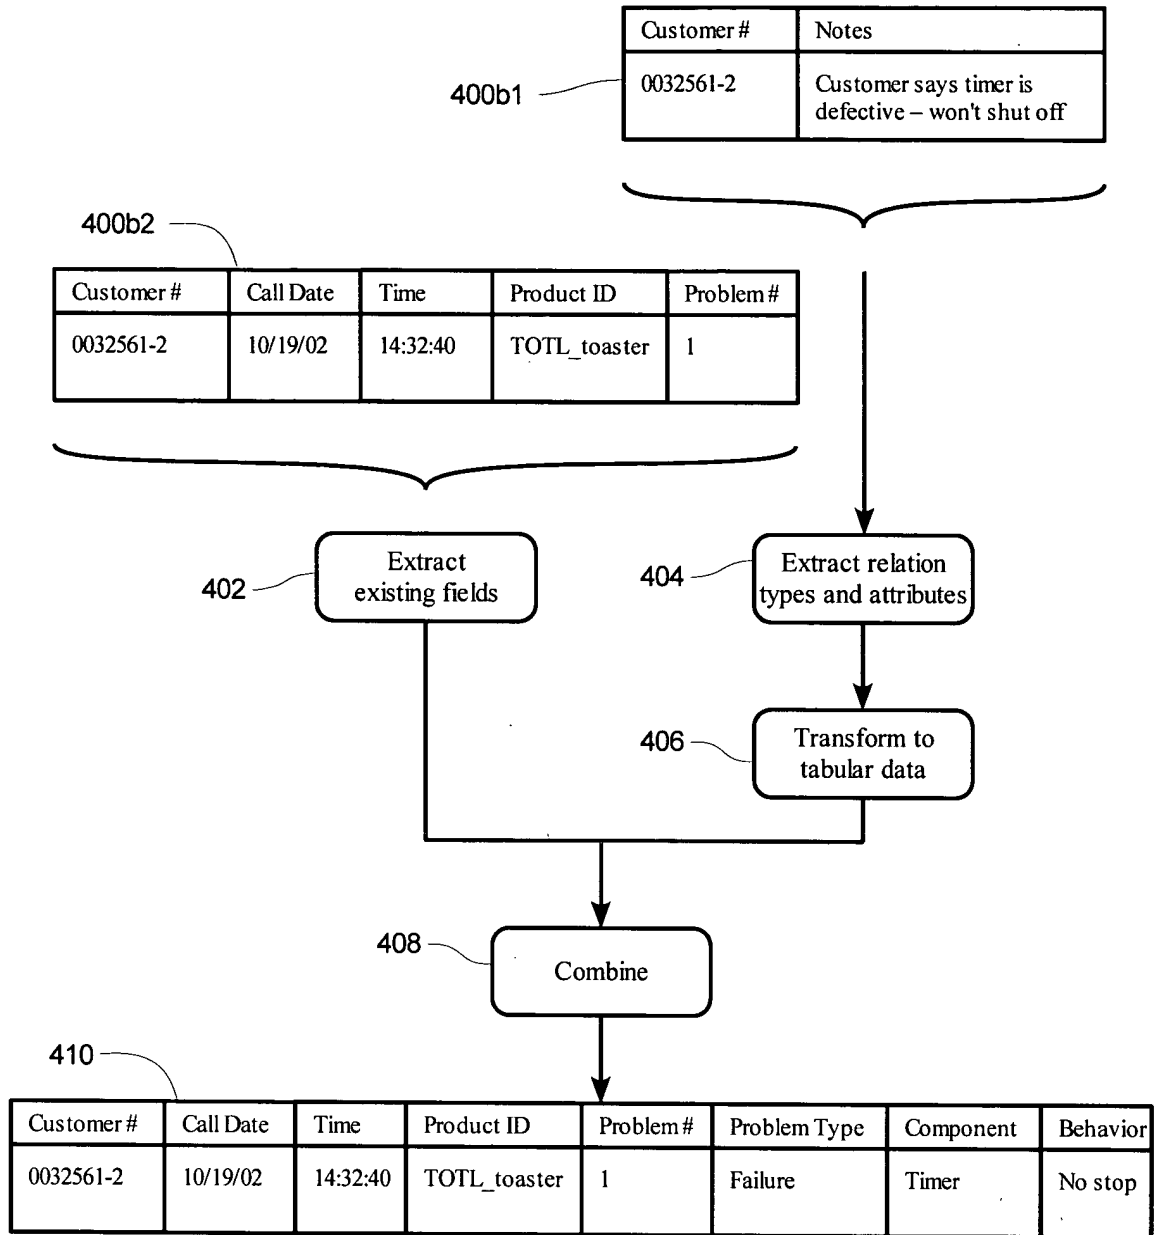 Customer # Notes
400b1 0032561-2 Customer says timer is
defective – won't shut off
400b2
Customer # Call Date Time Product ID Problem #
0032561-2 10/19/02 14:32:40 TOTL_toaster 1
402 Extract
existing fields
404 Extract relation
types and attributes
406 Transform to
tabular data
408 Combine
410
Customer # Call Date Time Product ID Problem # Problem Type Component Behavior
0032561-2 10/19/02 14:32:40 TOTL_toaster 1 Failure Timer No stop